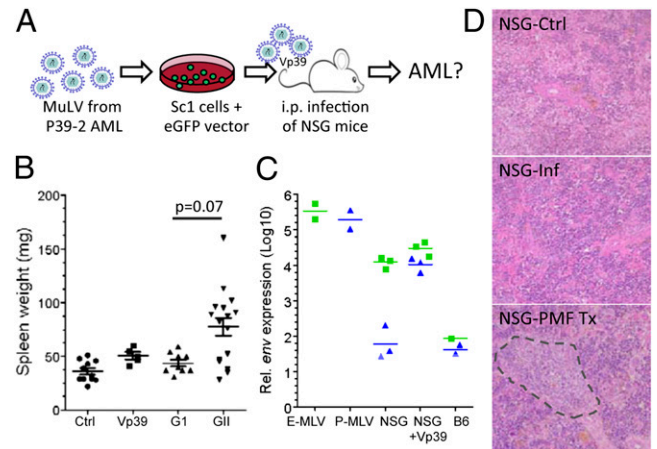 A
Vp39
AML?
MuLV from
P39-2 AML
Sc1 cells +
eGFP vector
i.p. infection
of NSG mice
B
Spleen weight (mg)
200
150
100
50
0
p=0.07
Ctrl
Vp39
G1
GII
C
Rel. env expression (Log10)
6
5
4
3
2
1
0
E-MLV
P-MLV
NSG
NSG
+Vp39
B6
D
NSG-Ctrl
NSG-Inf
NSG-PMF Tx